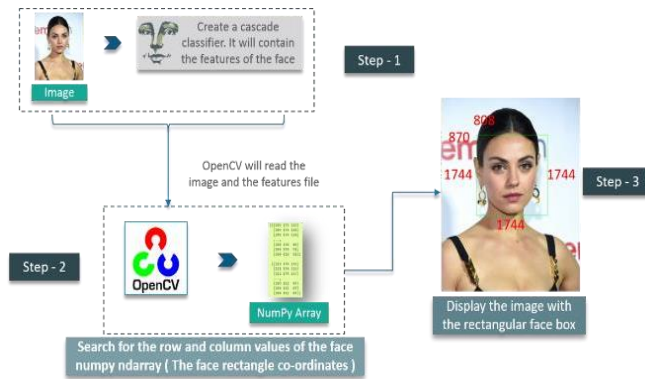 Create a cascade
classifier. It will contain
the features of the face
Image
Step - 1
OpenCV will read the
image and the features file
Step - 2
OpenCV
NumPy Array
Search for the row and column values of the face
numpy ndarray ( The face rectangle co-ordinates )
808
870
1744
1744
1744
Step - 3
Display the image with
the rectangular face box